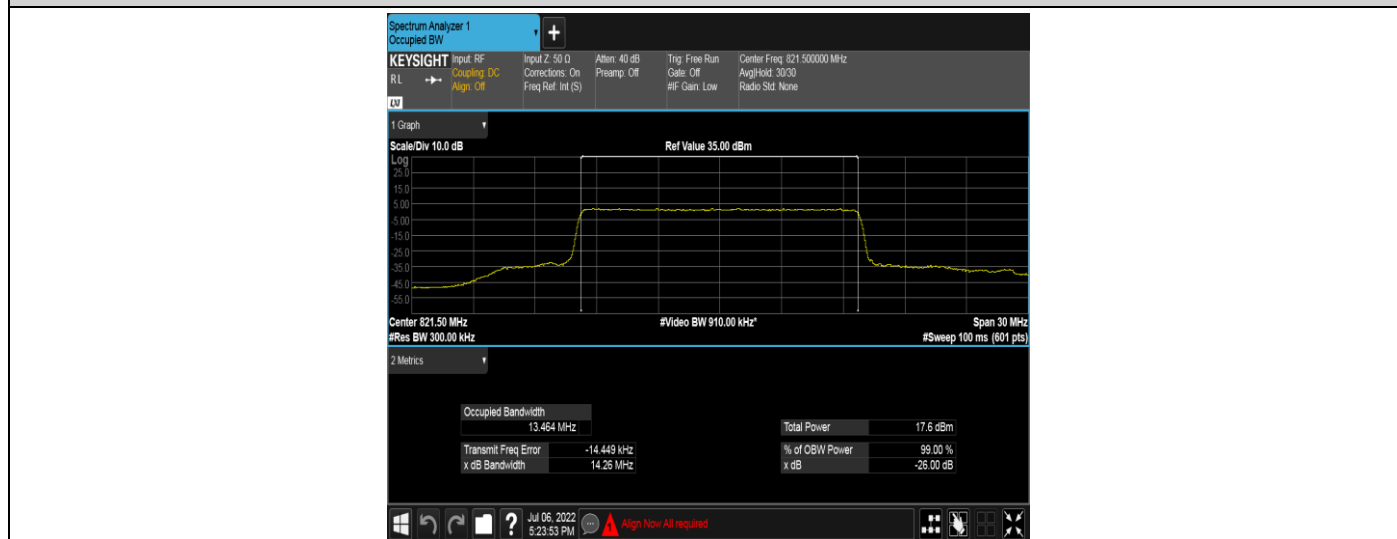 Spectrum Analyzer 1
Occupied BW
+
KEYSIGHT Input: RF Input Z: 50 Ω Atten: 40 dB Trig: Free Run Center Freq: 821.500000 MHz
RL Coupling: DC Corrections: On Preamp: Off Gate: Off Avg|Hold: 30/30
Align: Off Freq Ref: Int (S) #IF Gain: Low Radio Std: None
LXI
1 Graph
Scale/Div 10.0 dB Ref Value 35.00 dBm
Log
25.0
15.0
5.00
-5.00
-15.0
-25.0
-35.0
-45.0
-55.0
Center 821.50 MHz #Video BW 910.00 kHz* Span 30 MHz
#Res BW 300.00 kHz #Sweep 100 ms (601 pts)
2 Metrics
Occupied Bandwidth
13.464 MHz Total Power 17.6 dBm
Transmit Freq Error -14.449 kHz % of OBW Power 99.00 %
x dB Bandwidth 14.26 MHz x dB -26.00 dB
? Jul 06, 2022
5:23:53 PM Align Now All required